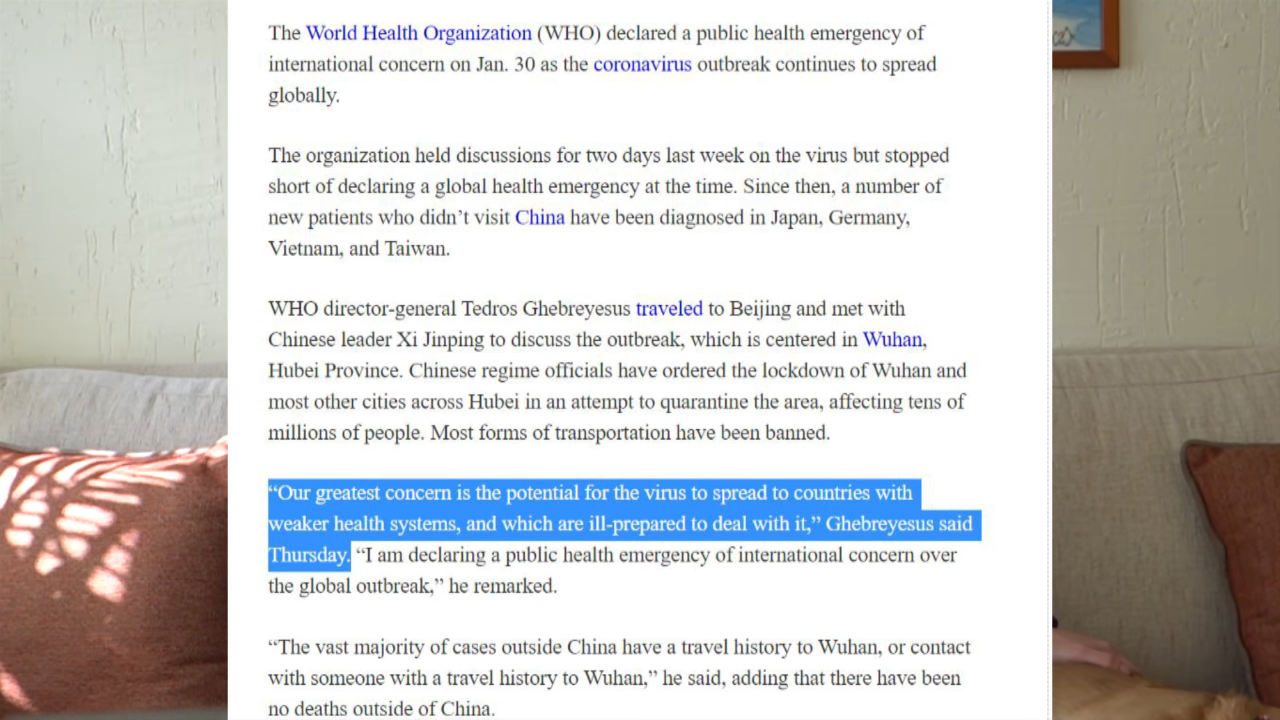 The World Health Organization (WHO) declared a public health emergency of
international concern on Jan. 30 as the coronavirus outbreak continues to spread
globally.
The organization held discussions for two days last week on the virus but stopped
short of declaring a global health emergency at the time. Since then, a number of
new patients who didn’t visit China have been diagnosed in Japan, Germany,
Vietnam, and Taiwan.
WHO director-general Tedros Ghebreyesus traveled to Beijing and met with
Chinese leader Xi Jinping to discuss the outbreak, which is centered in Wuhan,
Hubei Province. Chinese regime officials have ordered the lockdown of Wuhan and
most other cities across Hubei in an attempt to quarantine the area, affecting tens of
millions of people. Most forms of transportation have been banned.
“Our greatest concern is the potential for the virus to spread to countries with
weaker health systems, and which are ill-prepared to deal with it,” Ghebreyesus said
Thursday. “I am declaring a public health emergency of international concern over
the global outbreak,” he remarked.
“The vast majority of cases outside China have a travel history to Wuhan, or contact
with someone with a travel history to Wuhan,” he said, adding that there have been
no deaths outside of China.